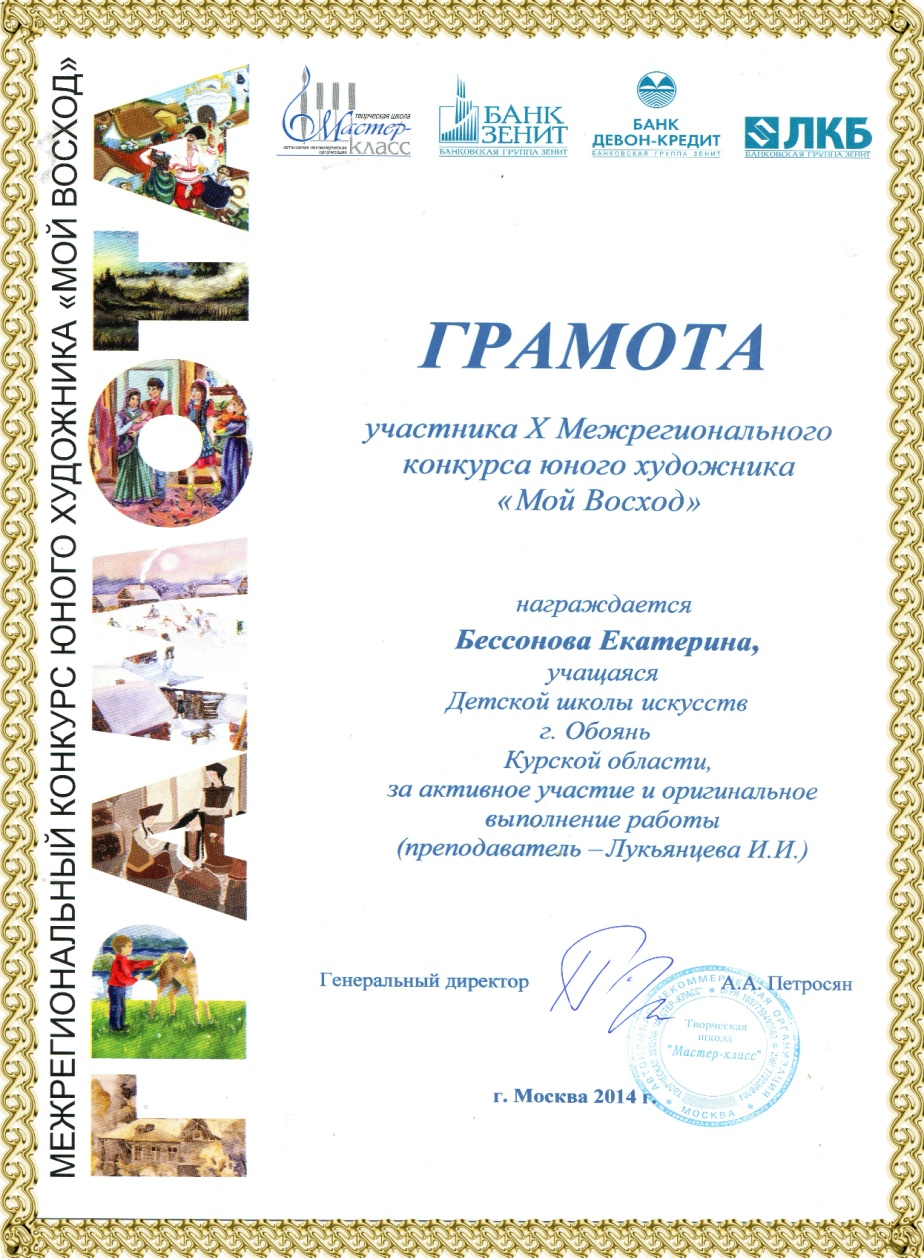 МЕЖРЕГИОНАЛЬНЫЙ КОНКУРС ЮНОГО ХУДОЖНИКА «МОЙ ВОСХОД»
ГРАМОТА
творческая школа
Мастер-
класс
автономная некоммерческая
организация
БАНК
ЗЕНИТ
БАНКОВСКАЯ ГРУППА ЗЕНИТ
БАНК
ДЕВОН-КРЕДИТ
БАНКОВСКАЯ ГРУППА ЗЕНИТ
ЛКБ
БАНКОВСКАЯ ГРУППА ЗЕНИТ
ГРАМОТА
участника X Межрегионального
конкурса юного художника
«Мой Восход»
награждается
Бессонова Екатерина,
учащаяся
Детской школы искусств
г. Обоянь
Курской области,
за активное участие и оригинальное
выполнение работы
(преподаватель – Лукьянцева И.И.)
Генеральный директор
А.А. Петросян
Творческая
школа
"Мастер-класс"
МОСКВА
г. Москва 2014 г.